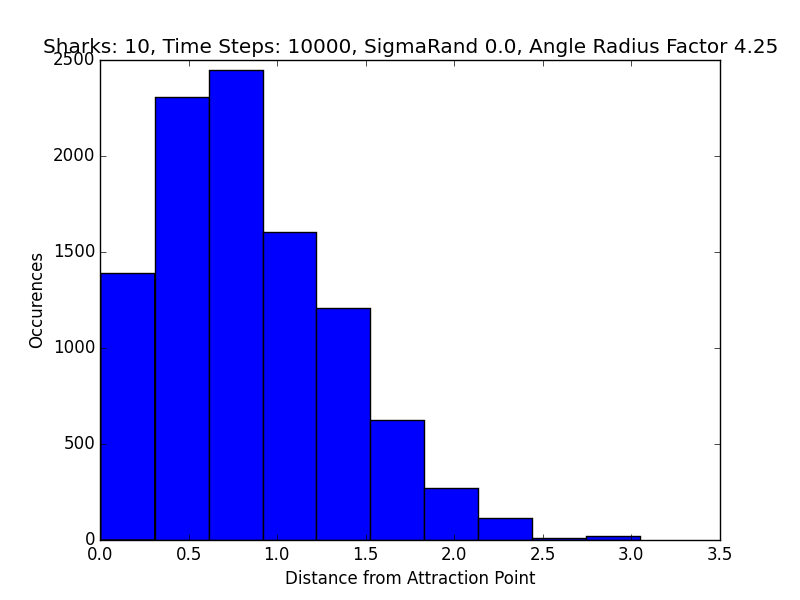 Sharks: 10, Time Steps: 10000, SigmaRand 0.0, Angle Radius Factor 4.25
2500
2000
1500
1000
500
0
Occurences
0.0 0.5 1.0 1.5 2.0 2.5 3.0 3.5
Distance from Attraction Point